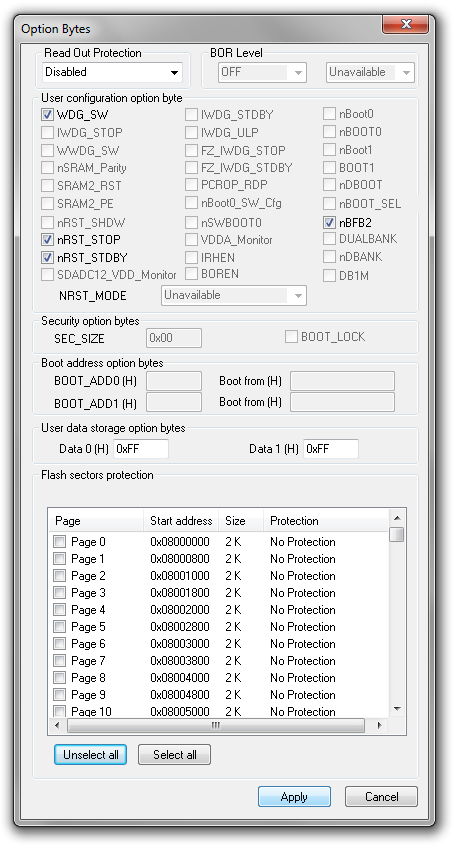 Option Bytes
Read Out Protection BOR Level
Disabled OFF Unavailable
User configuration option byte
WDG_SW IWDG_STDBY nBoot0
IWDG_STOP IWDG_ULP nBOOT0
WWDG_SW FZ_IWDG_STOP nBoot1
nSRAM_Parity FZ_IWDG_STDBY BOOT1
SRAM2_RST PCROP_RDP nDBOOT
SRAM2_PE nBoot0_SW_Cfg nBOOT_SEL
nRST_SHDW nSWBOOT0 nBFB2
nRST_STOP VDDA_Monitor DUALBANK
nRST_STDBY IRHEN nDBANK
SDADC12_VDD_Monitor BOREN DB1M
NRST_MODE Unavailable
Security option bytes
SEC_SIZE 0x00 BOOT_LOCK
Boot address option bytes
BOOT_ADD0 (H) Boot from (H)
BOOT_ADD1 (H) Boot from (H)
User data storage option bytes
Data 0 (H) 0xFF Data 1 (H) 0xFF
Flash sectors protection
Page Start address Size Protection
Page 0 0x08000000 2 K No Protection
Page 1 0x08000800 2 K No Protection
Page 2 0x08001000 2 K No Protection
Page 3 0x08001800 2 K No Protection
Page 4 0x08002000 2 K No Protection
Page 5 0x08002800 2 K No Protection
Page 6 0x08003000 2 K No Protection
Page 7 0x08003800 2 K No Protection
Page 8 0x08004000 2 K No Protection
Page 9 0x08004800 2 K No Protection
Page 10 0x08005000 2 K No Protection
Unselect all Select all
Apply Cancel